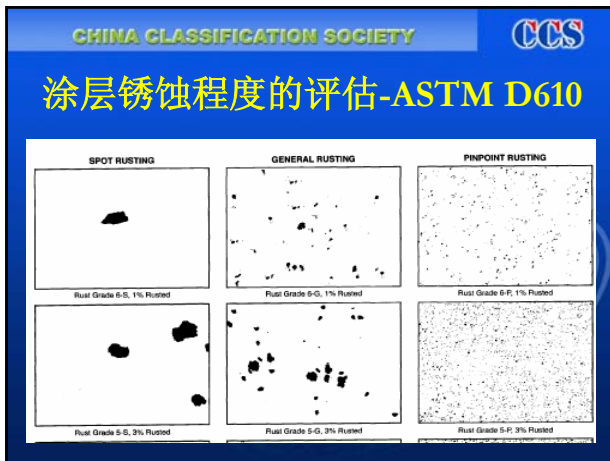 CHINA CLASSIFICATION SOCIETY CCS
涂层锈蚀程度的评估-ASTM D610
SPOT RUSTING GENERAL RUSTING PINPOINT RUSTING
Rust Grade 6-S, 1% Rusted Rust Grade 6-G, 1% Rusted Rust Grade 6-P, 1% Rusted
Rust Grade 5-S, 3% Rusted Rust Grade 5-G, 3% Rusted Rust Grade 5-P, 3% Rusted